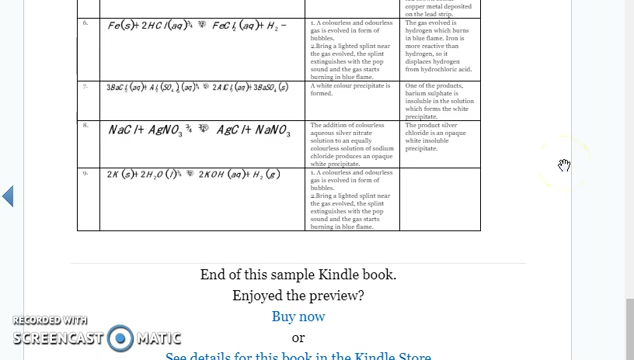 copper metal deposited
on the lead strip.
6.
Fe(s)+2HCl(aq) FeCl2(aq)+H2-
1. A colourless and odourless
gas is evolved in form of
bubbles.
2.Bring a lighted splint near
the gas evolved, the splint
extinguishes with the pop
sound and the gas starts
burning in blue flame.
The gas evolved is
hydrogen which burns
in blue flame. Iron is
more reactive than
hydrogen, so it
displaces hydrogen
from hydrochloric acid.
7.
3BaCl2(aq)+Al2(SO4)3(aq) 2AlCl3(aq)+3BaSO4(s)
A white colour precipitate is
formed.
One of the products,
barium sulphate is
insoluble in the solution
which forms the white
precipitate.
8.
NaCl+ AgNO3 AgCl+ NaNO3
The addition of colourless
aqueous silver nitrate
solution to an equally
colourless solution of sodium
chloride produces an opaque
white precipitate.
The product silver
chloride is an opaque
white insoluble
precipitate.
9.
2K(s)+2H2O(l) 2KOH(aq)+H2(g)
1. A colourless and odourless
gas is evolved in form of
bubbles.
2.Bring a lighted splint near
the gas evolved, the splint
extinguishes with the pop
sound and the gas starts
burning in blue flame.
End of this sample Kindle book.
Enjoyed the preview?
Buy now
or
See details for this book in the Kindle Store
RECORDED WITH
SCREENCAST MATIC